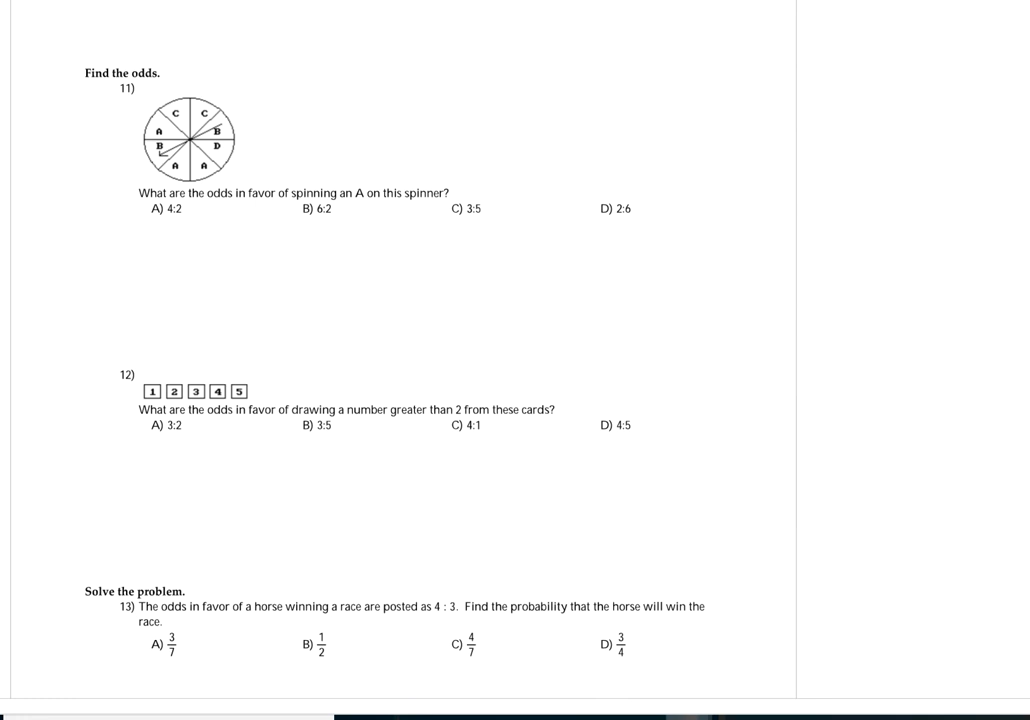 Find the odds.
11)
C C
A B
B D
A A
What are the odds in favor of spinning an A on this spinner?
A) 4:2 B) 6:2 C) 3:5 D) 2:6
12)
1 2 3 4 5
What are the odds in favor of drawing a number greater than 2 from these cards?
A) 3:2 B) 3:5 C) 4:1 D) 4:5
Solve the problem.
13) The odds in favor of a horse winning a race are posted as 4 : 3. Find the probability that the horse will win the
race.
A) 3/7 B) 1/2 C) 4/7 D) 3/4